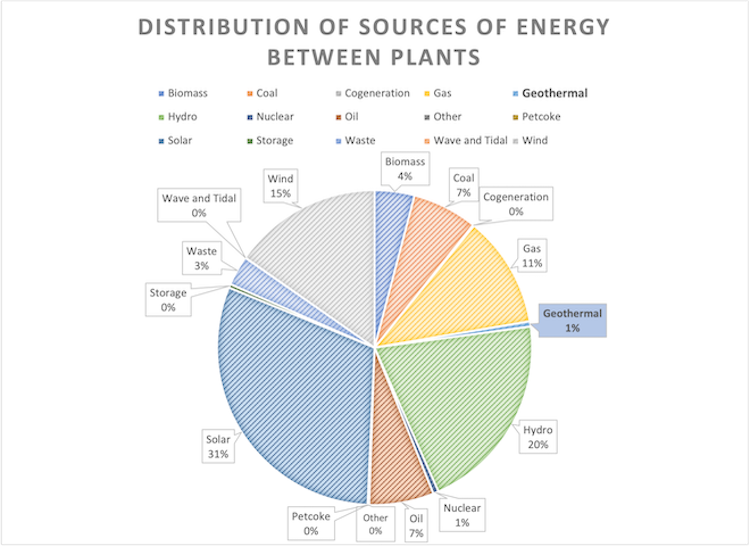 DISTRIBUTION OF SOURCES OF ENERGY
BETWEEN PLANTS
Biomass Coal Cogeneration Gas Geothermal
Hydro Nuclear Oil Other Petcoke
Solar Storage Waste Wave and Tidal Wind
Biomass
4%
Coal
7%
Cogeneration
0%
Gas
11%
Geothermal
1%
Hydro
20%
Nuclear
1%
Oil
7%
Other
0%
Petcoke
0%
Solar
31%
Storage
0%
Waste
3%
Wave and Tidal
0%
Wind
15%